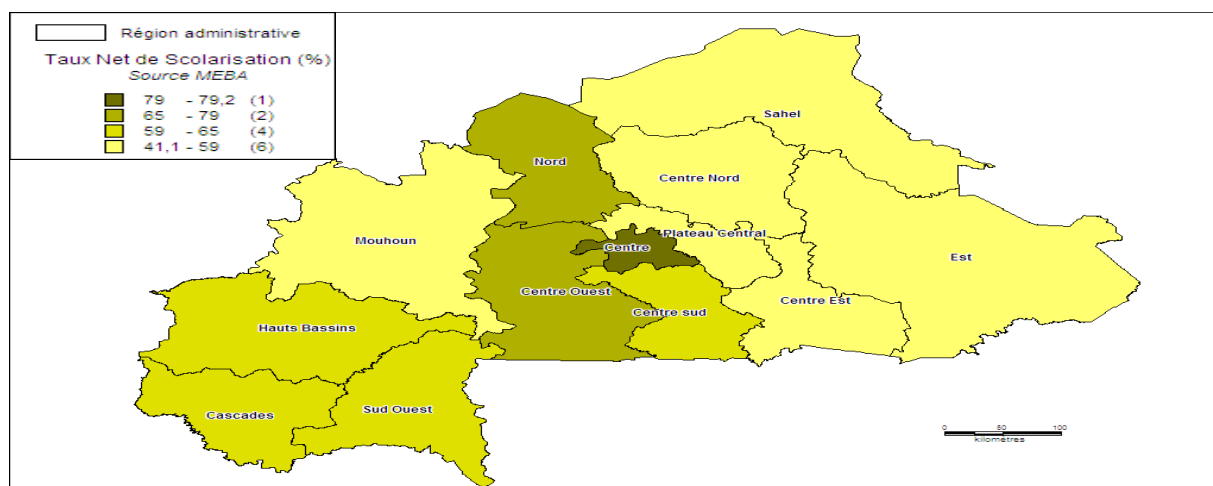 Région administrative
Taux Net de Scolarisation (%)
Source MEBA
79 - 79,2 (1)
65 - 79 (2)
59 - 65 (4)
41,1 - 59 (6)
Sahel
Nord
Centre Nord
Mouhoun
Plateau Central
Centre
Est
Centre Ouest
Centre Est
Centre sud
Hauts Bassins
Sud Ouest
Cascades
0 50 100
kilomètres